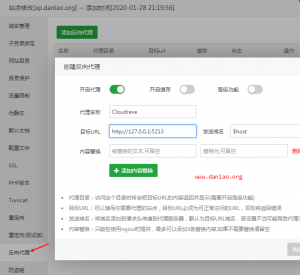 站点修改[xp.danlao.org] -- 添加时间[2020-01-28 21:19:56]
域名管理
子目录绑定
网站目录
流量限制
伪静态
默认文档
配置文件
SSL
PHP版本
Tomcat
重定向
重定向(测试版)
反向代理
防盗链
添加反向代理
名称
代理目录
目标url
缓存
状态
操作
创建反向代理
开启代理
开启缓存
高级功能
代理名称
Cloudreve
目标URL
http://127.0.0.1:5213
发送域名
$host
内容替换
被替换的文本,可留空
替换为,可留空
添加内容替换
www.daniao.org
代理目录：访问这个目录时将会把目标URL的内容返回并显示(需要开启高级功能)
目标URL：可以填写你需要代理的站点，目标URL必须为可正常访问的URL，否则将返回错误
发送域名：将域名添加到请求头传递到代理服务器，默认为目标URL域名，若设置不当可能导致代理
内容替换：只能在使用nginx时提供，最多可以添加3条替换内容,如果不需要替换请留空